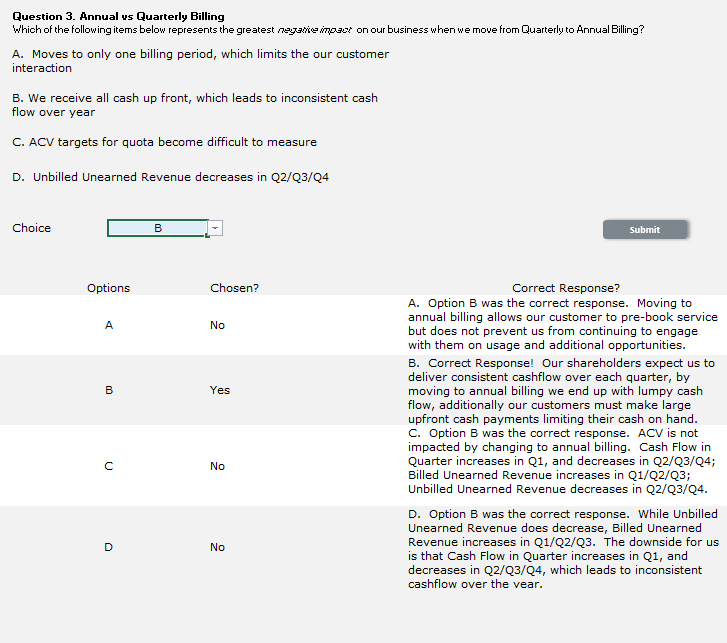 Question 3. Annual vs Quarterly Billing
Which of the following items below represents the greatest negative impact on our business when we move from Quarterly to Annual Billing?
A. Moves to only one billing period, which limits the our customer
interaction
B. We receive all cash up front, which leads to inconsistent cash
flow over year
C. ACV targets for quota become difficult to measure
D. Unbilled Unearned Revenue decreases in Q2/Q3/Q4
Choice B Submit
Options Chosen? Correct Response?
A No
A. Option B was the correct response. Moving to
annual billing allows our customer to pre-book service
but does not prevent us from continuing to engage
with them on usage and additional opportunities.
B Yes
B. Correct Response! Our shareholders expect us to
deliver consistent cashflow over each quarter, by
moving to annual billing we end up with lumpy cash
flow, additionally our customers must make large
upfront cash payments limiting their cash on hand.
C No
C. Option B was the correct response. ACV is not
impacted by changing to annual billing. Cash Flow in
Quarter increases in Q1, and decreases in Q2/Q3/Q4;
Billed Unearned Revenue increases in Q1/Q2/Q3;
Unbilled Unearned Revenue decreases in Q2/Q3/Q4.
D No
D. Option B was the correct response. While Unbilled
Unearned Revenue does decrease, Billed Unearned
Revenue increases in Q1/Q2/Q3. The downside for us
is that Cash Flow in Quarter increases in Q1, and
decreases in Q2/Q3/Q4, which leads to inconsistent
cashflow over the year.